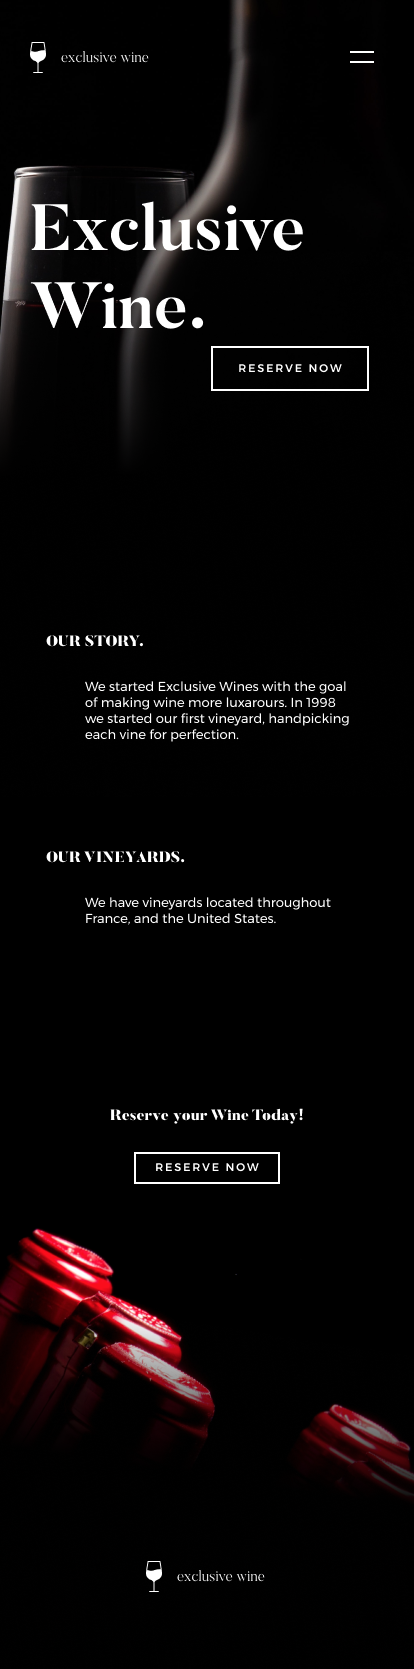 exclusive wine
Exclusive
Wine.
RESERVE NOW
OUR STORY.
We started Exclusive Wines with the goal
of making wine more luxarours. In 1998
we started our first vineyard, handpicking
each vine for perfection.
OUR VINEYARDS.
We have vineyards located throughout
France, and the United States.
Reserve your Wine Today!
RESERVE NOW
exclusive wine